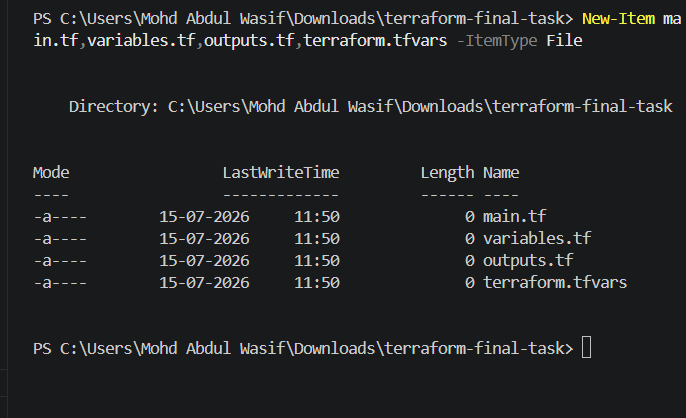 PS C:\Users\Mohd Abdul Wasif\Downloads\terraform-final-task> New-Item ma
in.tf,variables.tf,outputs.tf,terraform.tfvars -ItemType File
Directory: C:\Users\Mohd Abdul Wasif\Downloads\terraform-final-task
Mode                 LastWriteTime         Length Name
----                 -------------         ------ ----
-a----        15-07-2026     11:50              0 main.tf
-a----        15-07-2026     11:50              0 variables.tf
-a----        15-07-2026     11:50              0 outputs.tf
-a----        15-07-2026     11:50              0 terraform.tfvars
PS C:\Users\Mohd Abdul Wasif\Downloads\terraform-final-task>